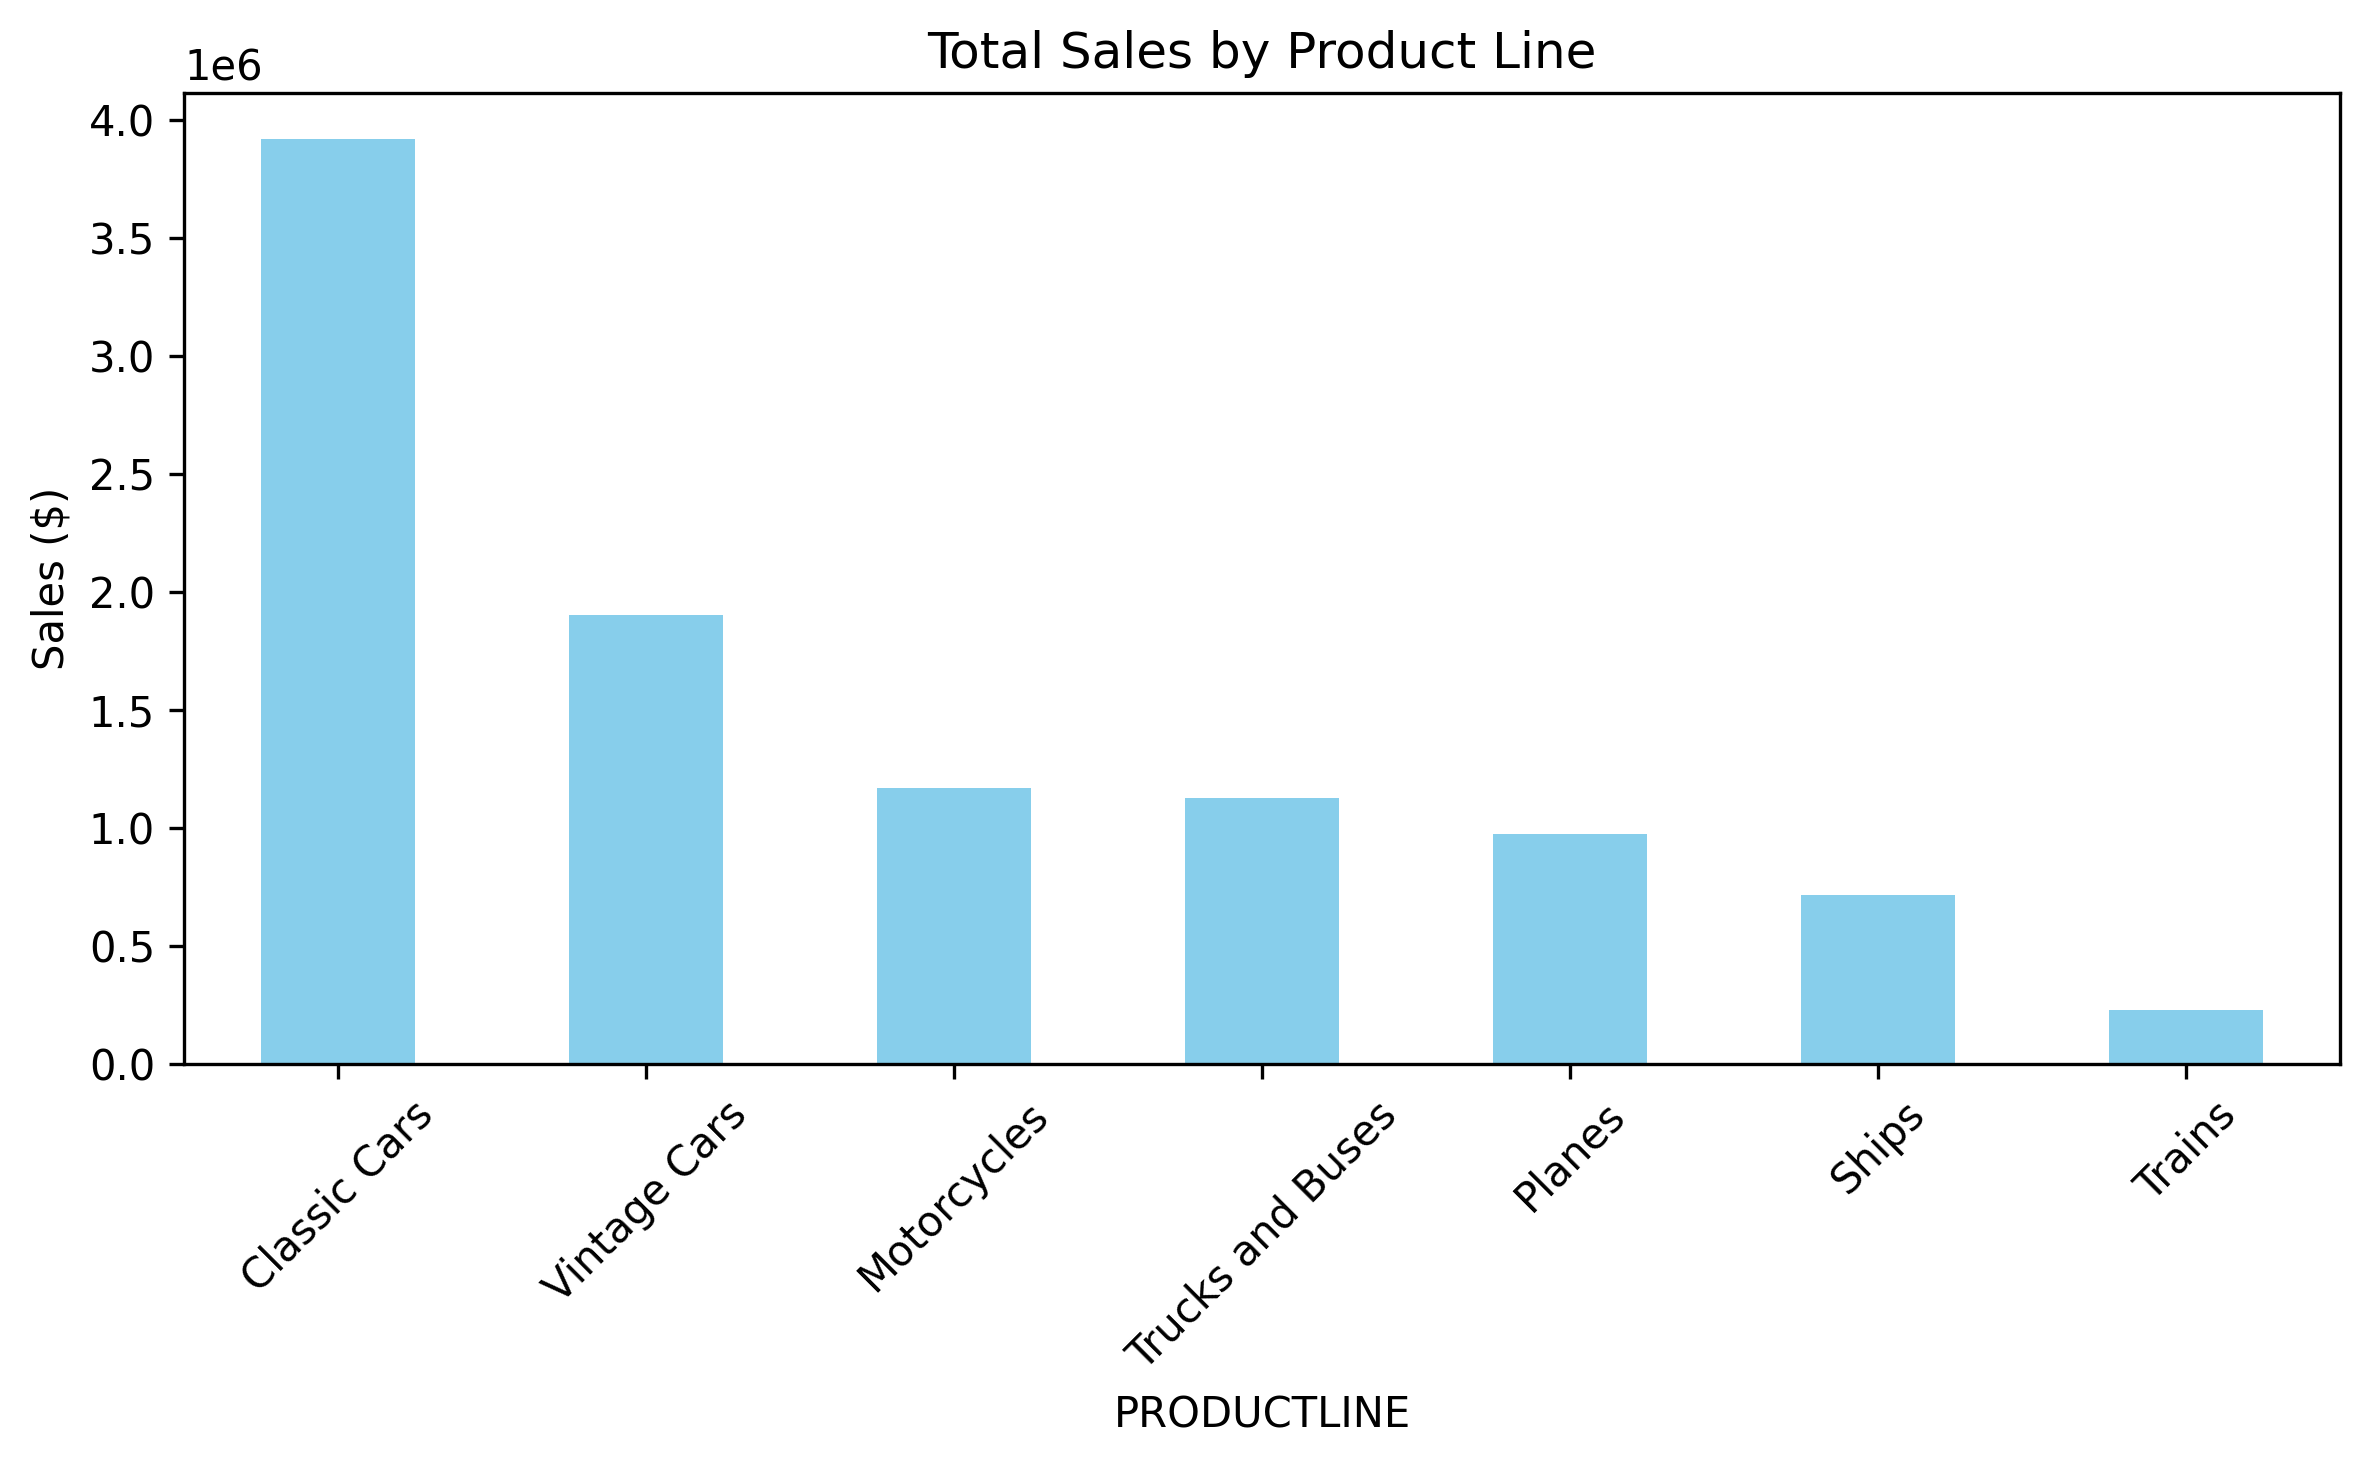 Total Sales by Product Line
1e6
4.0
3.5
3.0
2.5
2.0
1.5
1.0
0.5
0.0
Sales ($)
Classic Cars
Vintage Cars
Motorcycles
Trucks and Buses
Planes
Ships
Trains
PRODUCTLINE